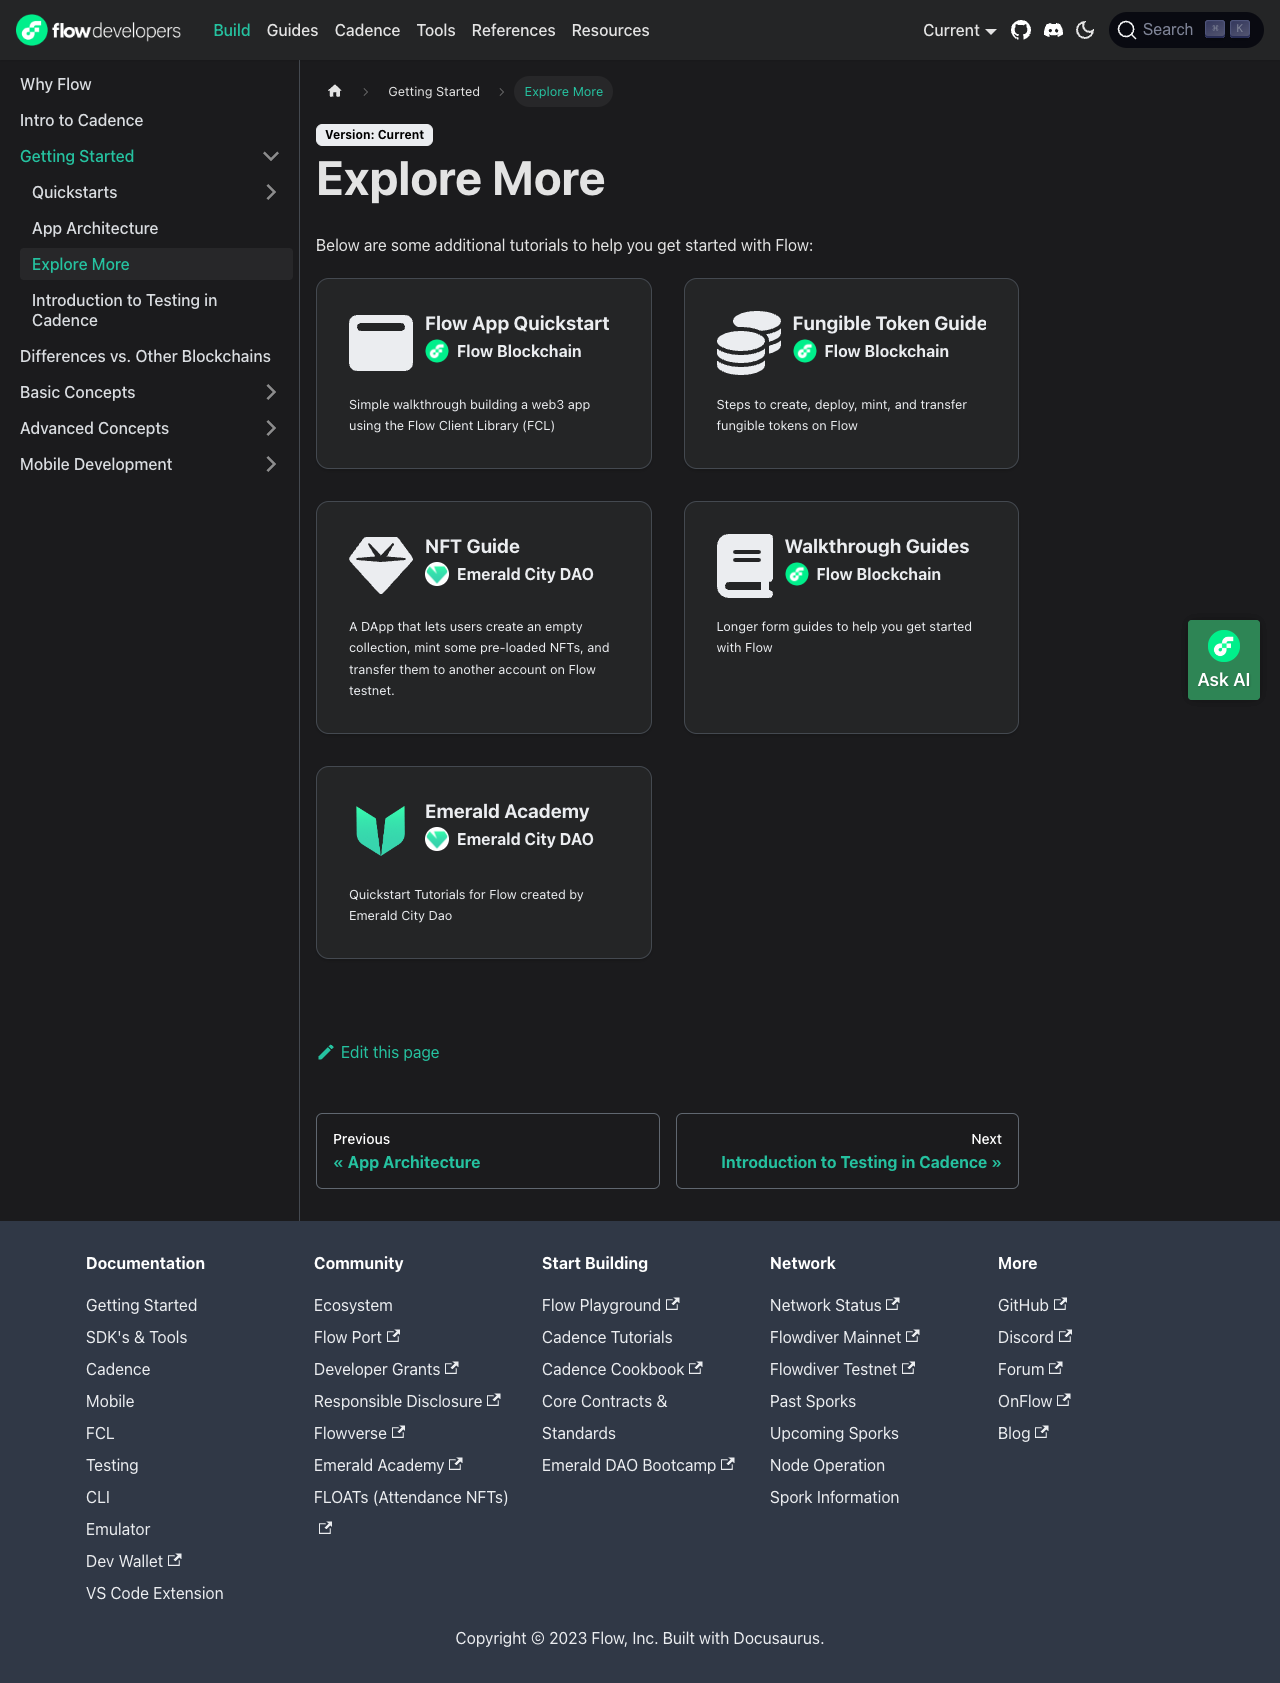 flowdevelopers
Build Guides Cadence Tools References Resources
Current
Search ⌘ K
Why Flow
Intro to Cadence
Getting Started
Quickstarts
App Architecture
Explore More
Introduction to Testing in
Cadence
Differences vs. Other Blockchains
Basic Concepts
Advanced Concepts
Mobile Development
Getting Started
Explore More
Version: Current
Explore More
Below are some additional tutorials to help you get started with Flow:
Flow App Quickstart
Flow Blockchain
Simple walkthrough building a web3 app
using the Flow Client Library (FCL)
Fungible Token Guide
Flow Blockchain
Steps to create, deploy, mint, and transfer
fungible tokens on Flow
NFT Guide
Emerald City DAO
A DApp that lets users create an empty
collection, mint some pre-loaded NFTs, and
transfer them to another account on Flow
testnet.
Walkthrough Guides
Flow Blockchain
Longer form guides to help you get started
with Flow
Emerald Academy
Emerald City DAO
Quickstart Tutorials for Flow created by
Emerald City Dao
Ask AI
Edit this page
Previous
« App Architecture
Next
Introduction to Testing in Cadence »
Documentation
Getting Started
SDK's & Tools
Cadence
Mobile
FCL
Testing
CLI
Emulator
Dev Wallet
VS Code Extension
Community
Ecosystem
Flow Port
Developer Grants
Responsible Disclosure
Flowverse
Emerald Academy
FLOATs (Attendance NFTs)
Start Building
Flow Playground
Cadence Tutorials
Cadence Cookbook
Core Contracts &
Standards
Emerald DAO Bootcamp
Network
Network Status
Flowdiver Mainnet
Flowdiver Testnet
Past Sporks
Upcoming Sporks
Node Operation
Spork Information
More
GitHub
Discord
Forum
OnFlow
Blog
Copyright © 2023 Flow, Inc. Built with Docusaurus.